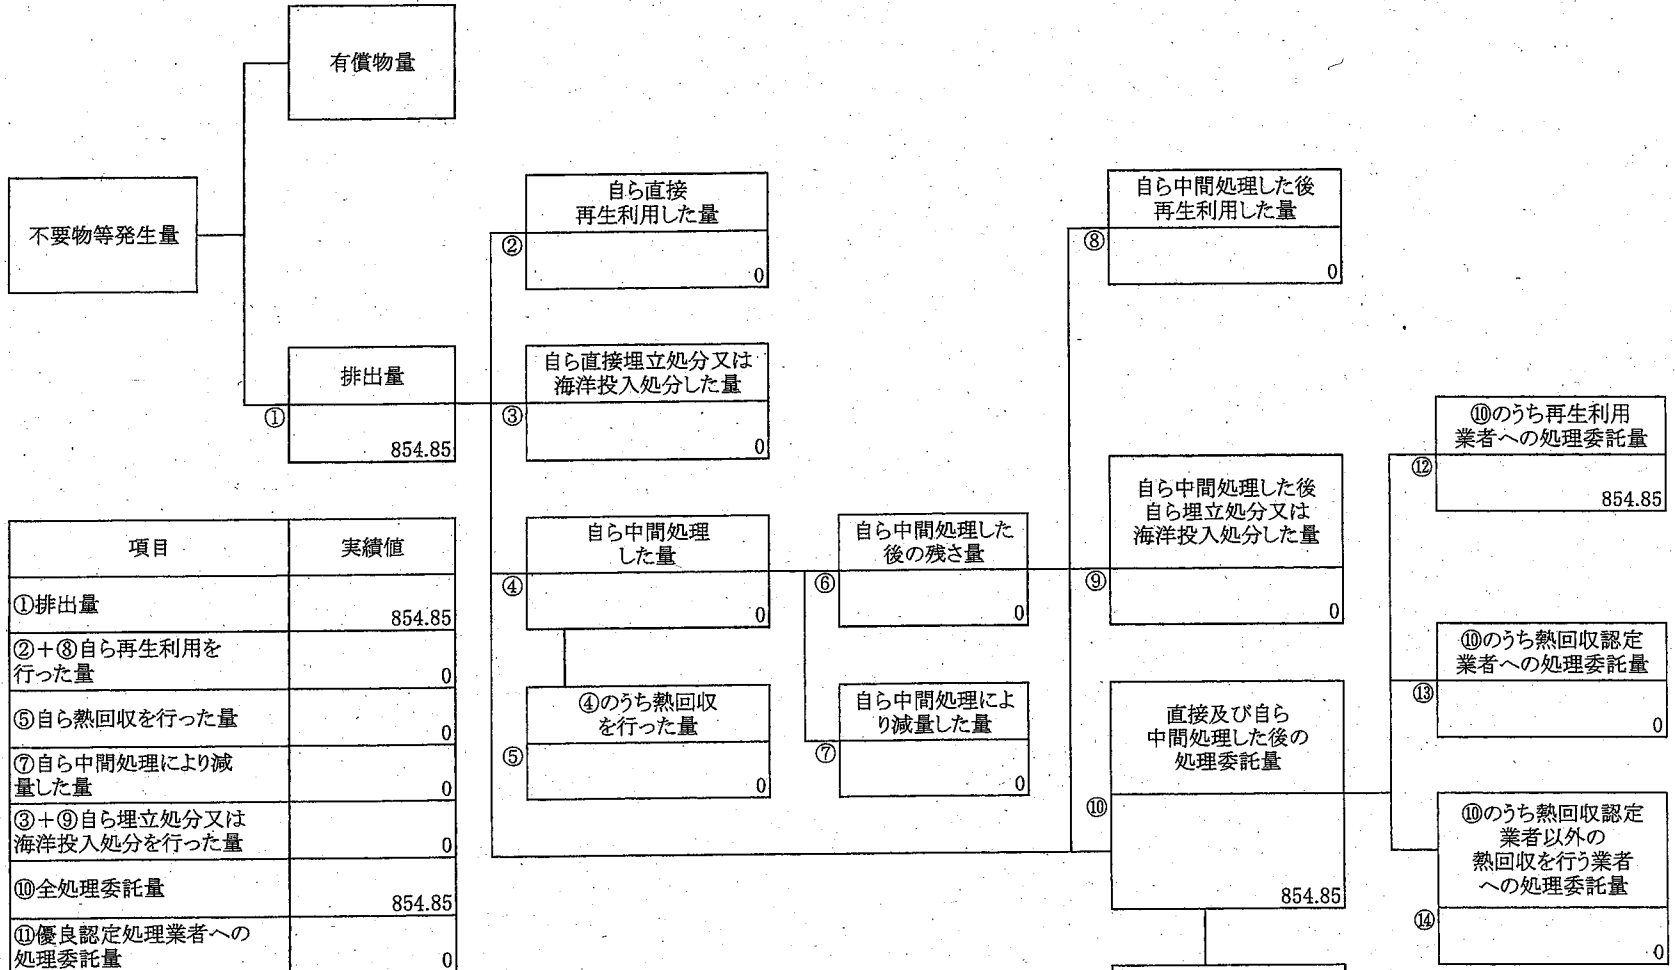 有償物量
不要物等発生量
排出量
①
854.85
自ら直接
再生利用した量
②
0
自ら直接埋立処分又は
海洋投入処分した量
③
0
自ら中間処理
した量
④
0
④のうち熱回収
を行った量
⑤
0
自ら中間処理した
後の残さ量
⑥
0
自ら中間処理によ
り減量した量
⑦
0
自ら中間処理した後
再生利用した量
⑧
0
自ら中間処理した後
自ら埋立処分又は
海洋投入処分した量
⑨
0
直接及び自ら
中間処理した後の
処理委託量
⑩
854.85
⑩のうち再生利用
業者への処理委託量
⑫
854.85
⑩のうち熱回収認定
業者への処理委託量
⑬
0
⑩のうち熱回収認定
業者以外の
熱回収を行う業者
への処理委託量
⑭
0
項目 実績値
①排出量 854.85
②+⑧自ら再生利用を
行った量 0
⑤自ら熱回収を行った量 0
⑦自ら中間処理により減
量した量 0
③+⑨自ら埋立処分又は
海洋投入処分を行った量 0
⑩全処理委託量 854.85
⑪優良認定処理業者への
処理委託量 0